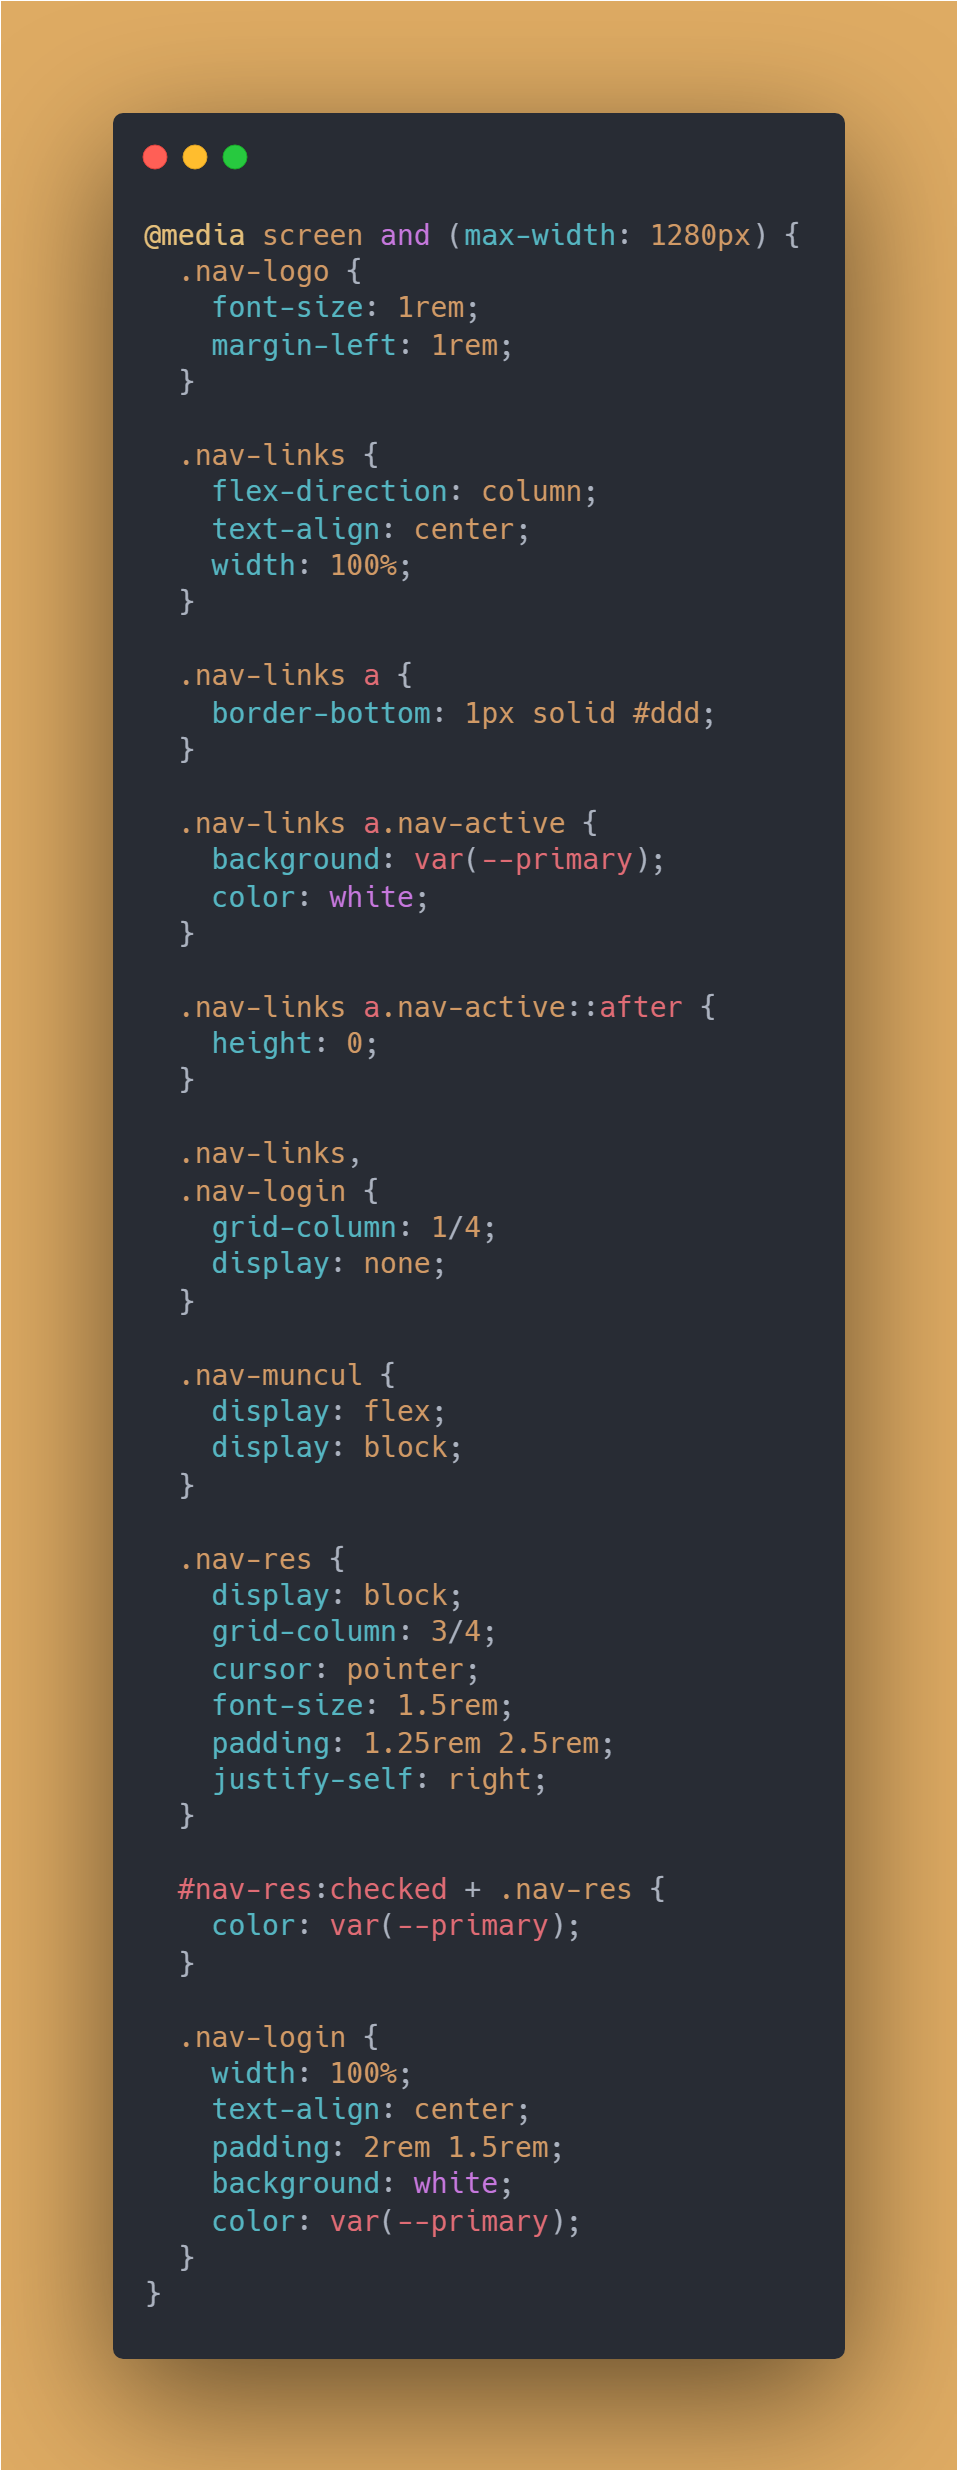 @media screen and (max-width: 1280px) {
  .nav-logo {
    font-size: 1rem;
    margin-left: 1rem;
  }

  .nav-links {
    flex-direction: column;
    text-align: center;
    width: 100%;
  }

  .nav-links a {
    border-bottom: 1px solid #ddd;
  }

  .nav-links a.nav-active {
    background: var(--primary);
    color: white;
  }

  .nav-links a.nav-active::after {
    height: 0;
  }

  .nav-links,
  .nav-login {
    grid-column: 1/4;
    display: none;
  }

  .nav-muncul {
    display: flex;
    display: block;
  }

  .nav-res {
    display: block;
    grid-column: 3/4;
    cursor: pointer;
    font-size: 1.5rem;
    padding: 1.25rem 2.5rem;
    justify-self: right;
  }

  #nav-res:checked + .nav-res {
    color: var(--primary);
  }

  .nav-login {
    width: 100%;
    text-align: center;
    padding: 2rem 1.5rem;
    background: white;
    color: var(--primary);
  }
}